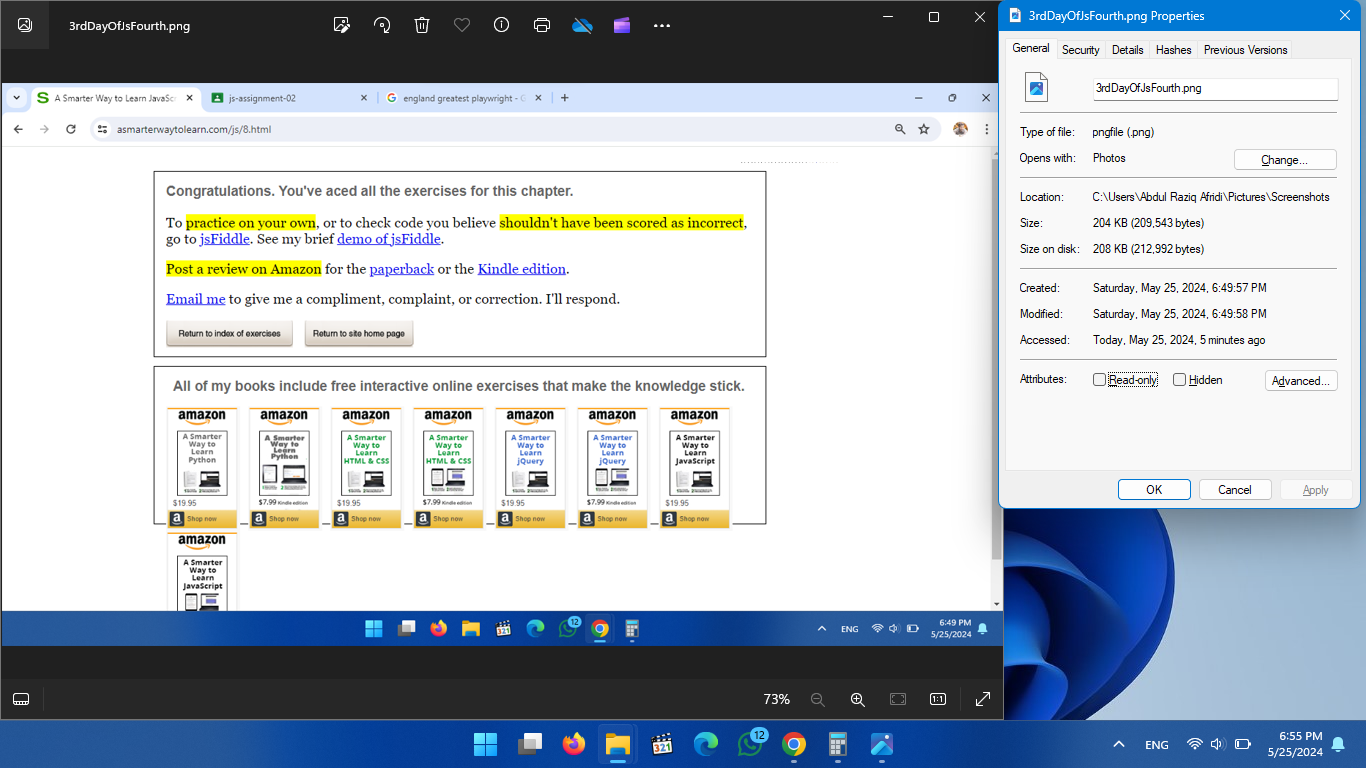 3rdDayOfJsFourth.png
A Smarter Way to Learn JavaSc
js-assignment-02
england greatest playwright - G
asmarterwaytolearn.com/js/8.html
Congratulations. You've aced all the exercises for this chapter.
To practice on your own, or to check code you believe shouldn't have been scored as incorrect,
go to jsFiddle. See my brief demo of jsFiddle.
Post a review on Amazon for the paperback or the Kindle edition.
Email me to give me a compliment, complaint, or correction. I'll respond.
Return to index of exercises
Return to site home page
All of my books include free interactive online exercises that make the knowledge stick.
amazon amazon amazon amazon amazon amazon amazon
A Smarter Way to Learn Python
A Smarter Way to Learn Python
A Smarter Way to Learn HTML & CSS
A Smarter Way to Learn HTML & CSS
A Smarter Way to Learn jQuery
A Smarter Way to Learn jQuery
A Smarter Way to Learn JavaScript
$19.95 $7.99 Kindle edition $19.95 $7.99 Kindle edition $19.95 $7.99 Kindle edition $19.95
a Shop now a Shop now a Shop now a Shop now a Shop now a Shop now a Shop now
amazon
A Smarter Way to Learn JavaScript
321
12
ENG
6:49 PM
5/25/2024
73%
1:1
3rdDayOfJsFourth.png Properties
General Security Details Hashes Previous Versions
3rdDayOfJsFourth.png
Type of file: pngfile (.png)
Opens with: Photos Change...
Location: C:\Users\Abdul Raziq Afridi\Pictures\Screenshots
Size: 204 KB (209,543 bytes)
Size on disk: 208 KB (212,992 bytes)
Created: Saturday, May 25, 2024, 6:49:57 PM
Modified: Saturday, May 25, 2024, 6:49:58 PM
Accessed: Today, May 25, 2024, 5 minutes ago
Attributes: Read-only Hidden Advanced...
OK Cancel Apply
321
12
ENG
6:55 PM
5/25/2024